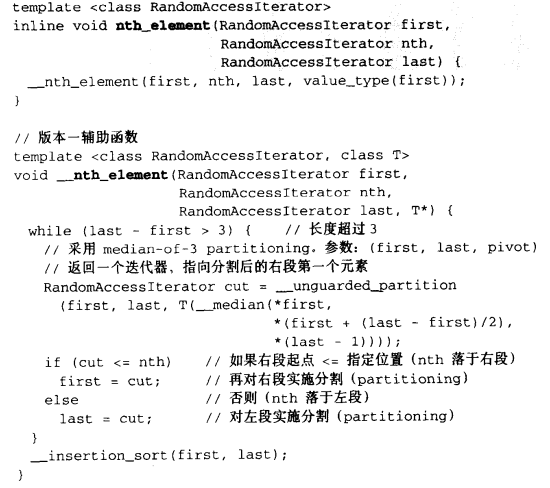 template <class RandomAccessIterator>
inline void nth_element(RandomAccessIterator first,
                        RandomAccessIterator nth,
                        RandomAccessIterator last) {
  __nth_element(first, nth, last, value_type(first));
}

// 版本一辅助函数
template <class RandomAccessIterator, class T>
void __nth_element(RandomAccessIterator first,
                   RandomAccessIterator nth,
                   RandomAccessIterator last, T*) {
  while (last - first > 3) {    // 长度超过 3
    // 采用 median-of-3 partitioning。参数：(first, last, pivot)
    // 返回一个迭代器，指向分割后的右段第一个元素
    RandomAccessIterator cut = __unguarded_partition
      (first, last, T(__median(*first,
                               *(first + (last - first)/2),
                               *(last - 1))));
    if (cut <= nth)    // 如果右段起点 <= 指定位置 (nth 落于右段)
      first = cut;     // 再对右段实施分割 (partitioning)
    else               // 否则 (nth 落于左段)
      last = cut;      // 对左段实施分割 (partitioning)
  }
  __insertion_sort(first, last);
}